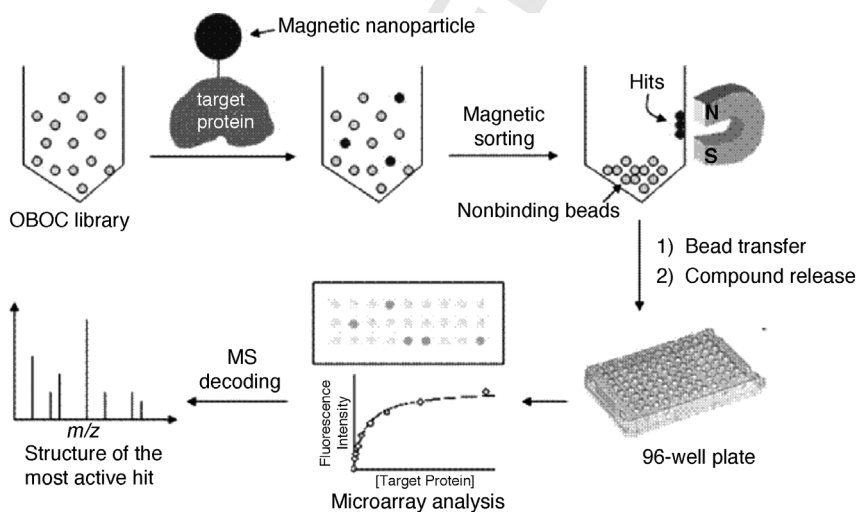 Magnetic nanoparticle
target
protein
OBOC library
Magnetic
sorting
Hits
N
S
Nonbinding beads
1) Bead transfer
2) Compound release
96-well plate
Fluorescence
Intensity
[Target Protein]
Microarray analysis
MS
decoding
m/z
Structure of the
most active hit